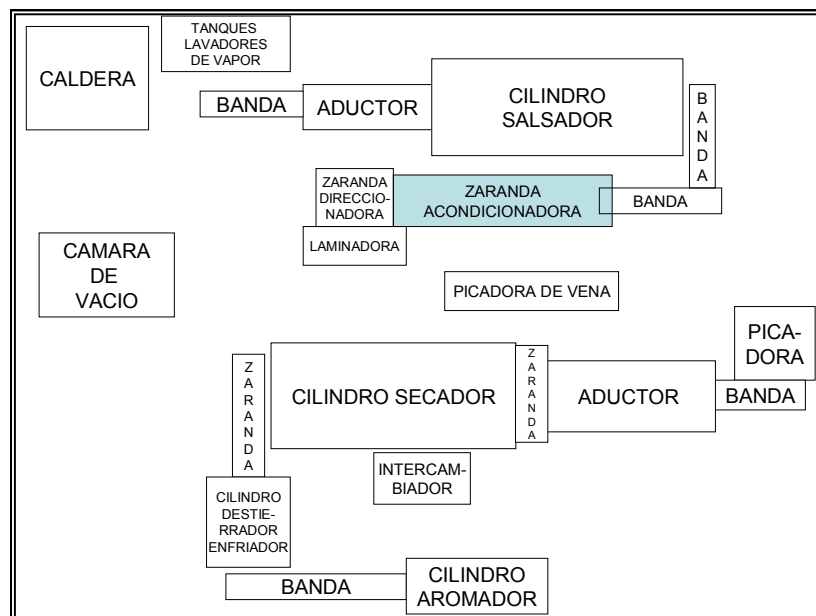 TANQUES
LAVADORES
DE VAPOR
CALDERA
BANDA
ADUCTOR
CILINDRO
SALSADOR
B
A
N
D
A
ZARANDA
DIRECCIO-
NADORA
ZARANDA
ACONDICIONADORA
BANDA
LAMINADORA
CAMARA
DE
VACIO
PICADORA DE VENA
PICA-
DORA
BANDA
Z
A
R
A
N
D
A
CILINDRO SECADOR
Z
A
R
A
N
D
A
ADUCTOR
INTERCAM-
BIADOR
CILINDRO
DESTIE-
RRADOR
ENFRIADOR
BANDA
CILINDRO
AROMADOR